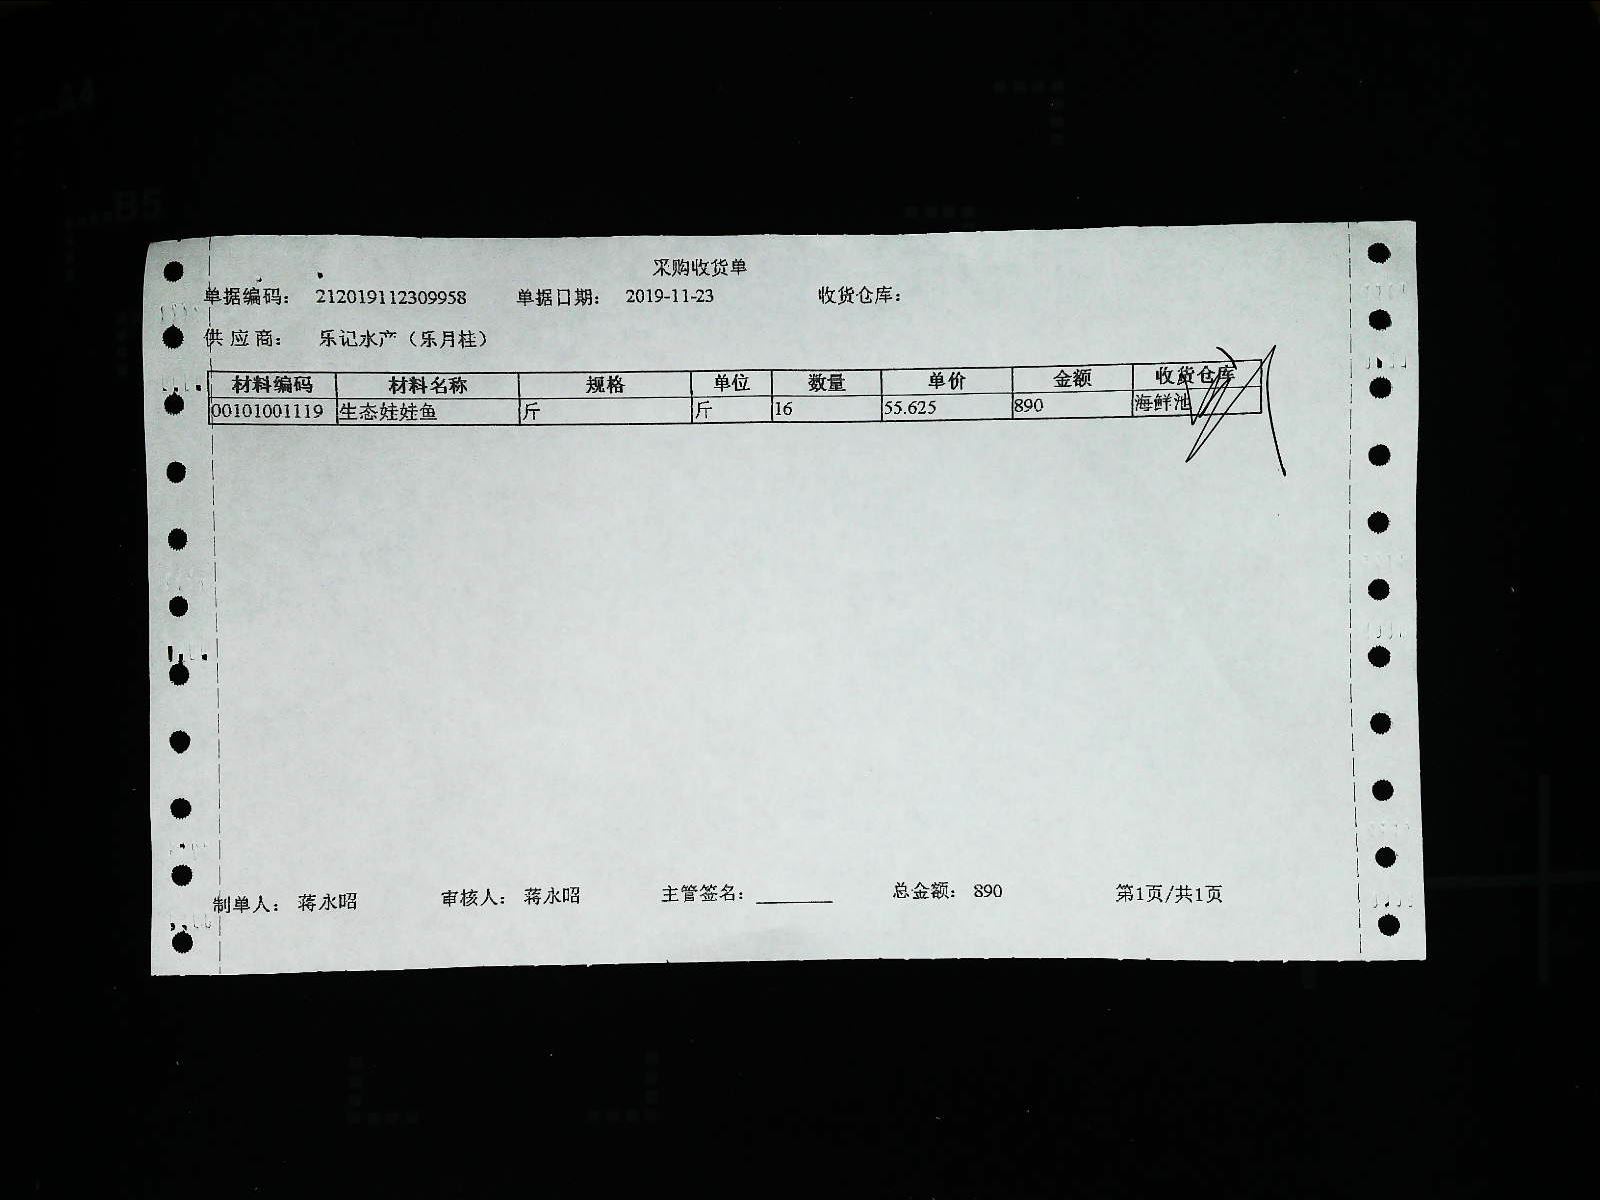 采购收货单
单据编码： 212019112309958 单据日期： 2019-11-23 收货仓库：
供 应 商： 乐记水产（乐月桂）
材料编码 材料名称 规格 单位 数量 单价 金额 收货仓库
00101001119 生态娃娃鱼 斤 斤 16 55.625 890 海鲜池
制单人： 蒋永昭 审核人： 蒋永昭 主管签名： 总金额： 890 第1页/共1页
A4
B5